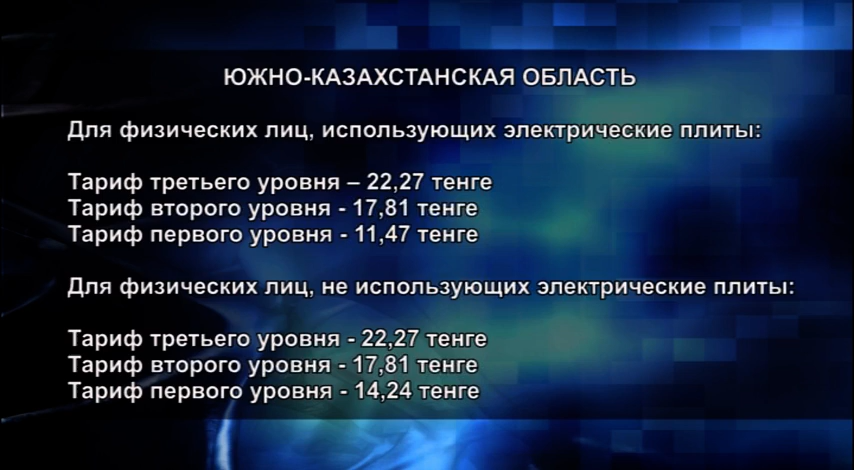 ЮЖНО-КАЗАХСТАНСКАЯ ОБЛАСТЬ
Для физических лиц, использующих электрические плиты:
Тариф третьего уровня – 22,27 тенге
Тариф второго уровня - 17,81 тенге
Тариф первого уровня - 11,47 тенге
Для физических лиц, не использующих электрические плиты:
Тариф третьего уровня - 22,27 тенге
Тариф второго уровня - 17,81 тенге
Тариф первого уровня - 14,24 тенге